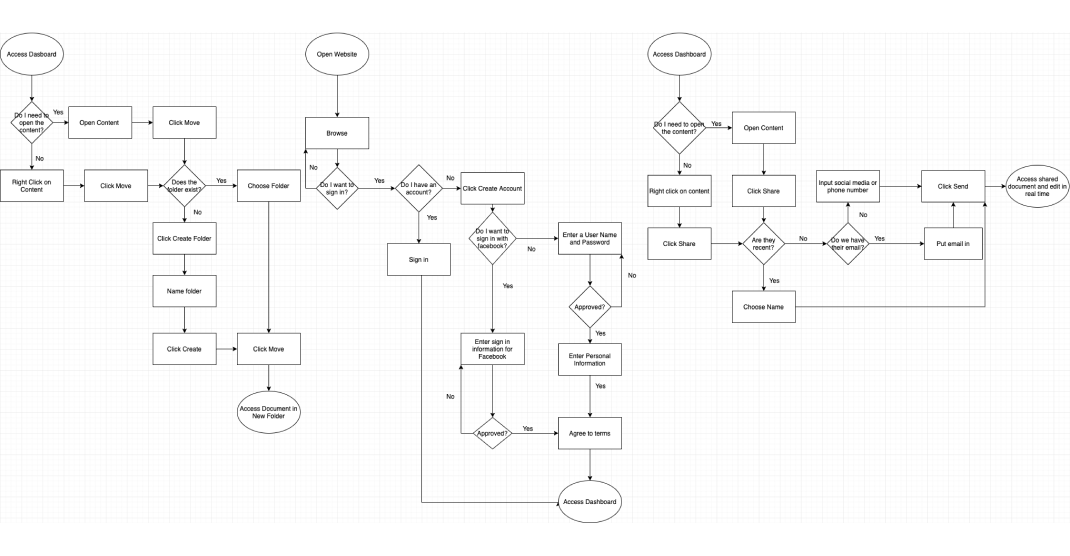 Access Dasboard
Do I need to
open the
content?
Yes
Open Content
Click Move
No
Right Click on
Content
Click Move
Does the
folder exist?
Yes
Choose Folder
No
Click Create Folder
Name folder
Click Create
Click Move
Access Document in
New Folder
Open Website
Browse
No
Do I want to
sign in?
Yes
Do I have an
account?
No
Click Create Account
Yes
Sign in
Do I want to
sign in with
facebook?
No
Enter a User Name
and Password
No
Yes
Approved?
Yes
Enter sign in
information for
Facebook
Enter Personal
Information
Yes
No
Approved?
Yes
Agree to terms
Access Dashboard
Access Dashboard
Do I need to open
the content?
Yes
Open Content
No
Right click on content
Click Share
Click Share
Are they
recent?
No
Do we have
their email?
No
Input social media or
phone number
Click Send
Access shared
document and edit in
real time
Yes
Put email in
Yes
Choose Name